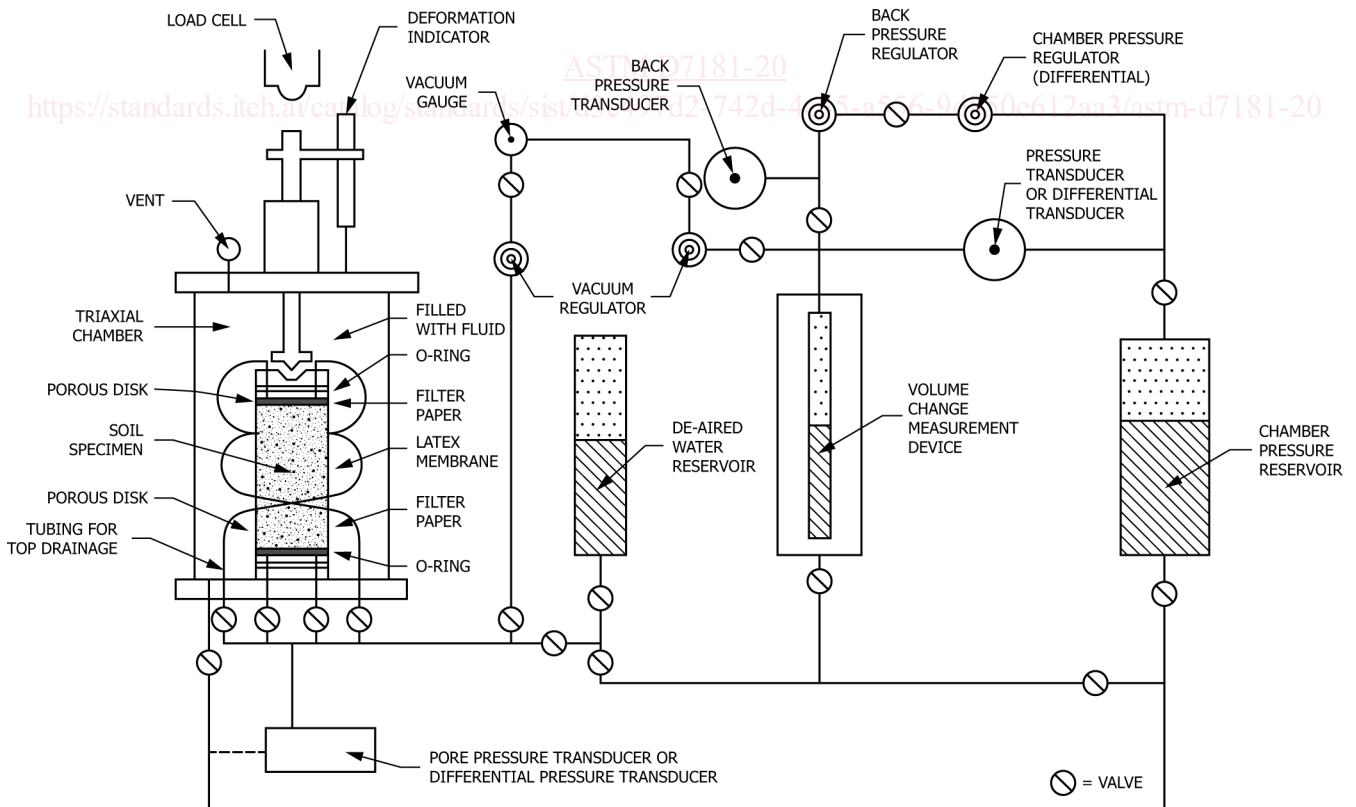 LOAD CELL
DEFORMATION
INDICATOR
BACK
PRESSURE
REGULATOR
CHAMBER PRESSURE
REGULATOR
(DIFFERENTIAL)
ASTM D7181-20
BACK
PRESSURE
TRANSDUCER
VACUUM
GAUGE
PRESSURE
TRANSDUCER
OR DIFFERENTIAL
TRANSDUCER
VENT
VACUUM
REGULATOR
TRIAXIAL
CHAMBER
FILLED
WITH FLUID
O-RING
POROUS DISK
FILTER
PAPER
SOIL
SPECIMEN
LATEX
MEMBRANE
DE-AIRED
WATER
RESERVOIR
VOLUME
CHANGE
MEASUREMENT
DEVICE
CHAMBER
PRESSURE
RESERVOIR
POROUS DISK
FILTER
PAPER
TUBING FOR
TOP DRAINAGE
O-RING
PORE PRESSURE TRANSDUCER OR
DIFFERENTIAL PRESSURE TRANSDUCER
= VALVE